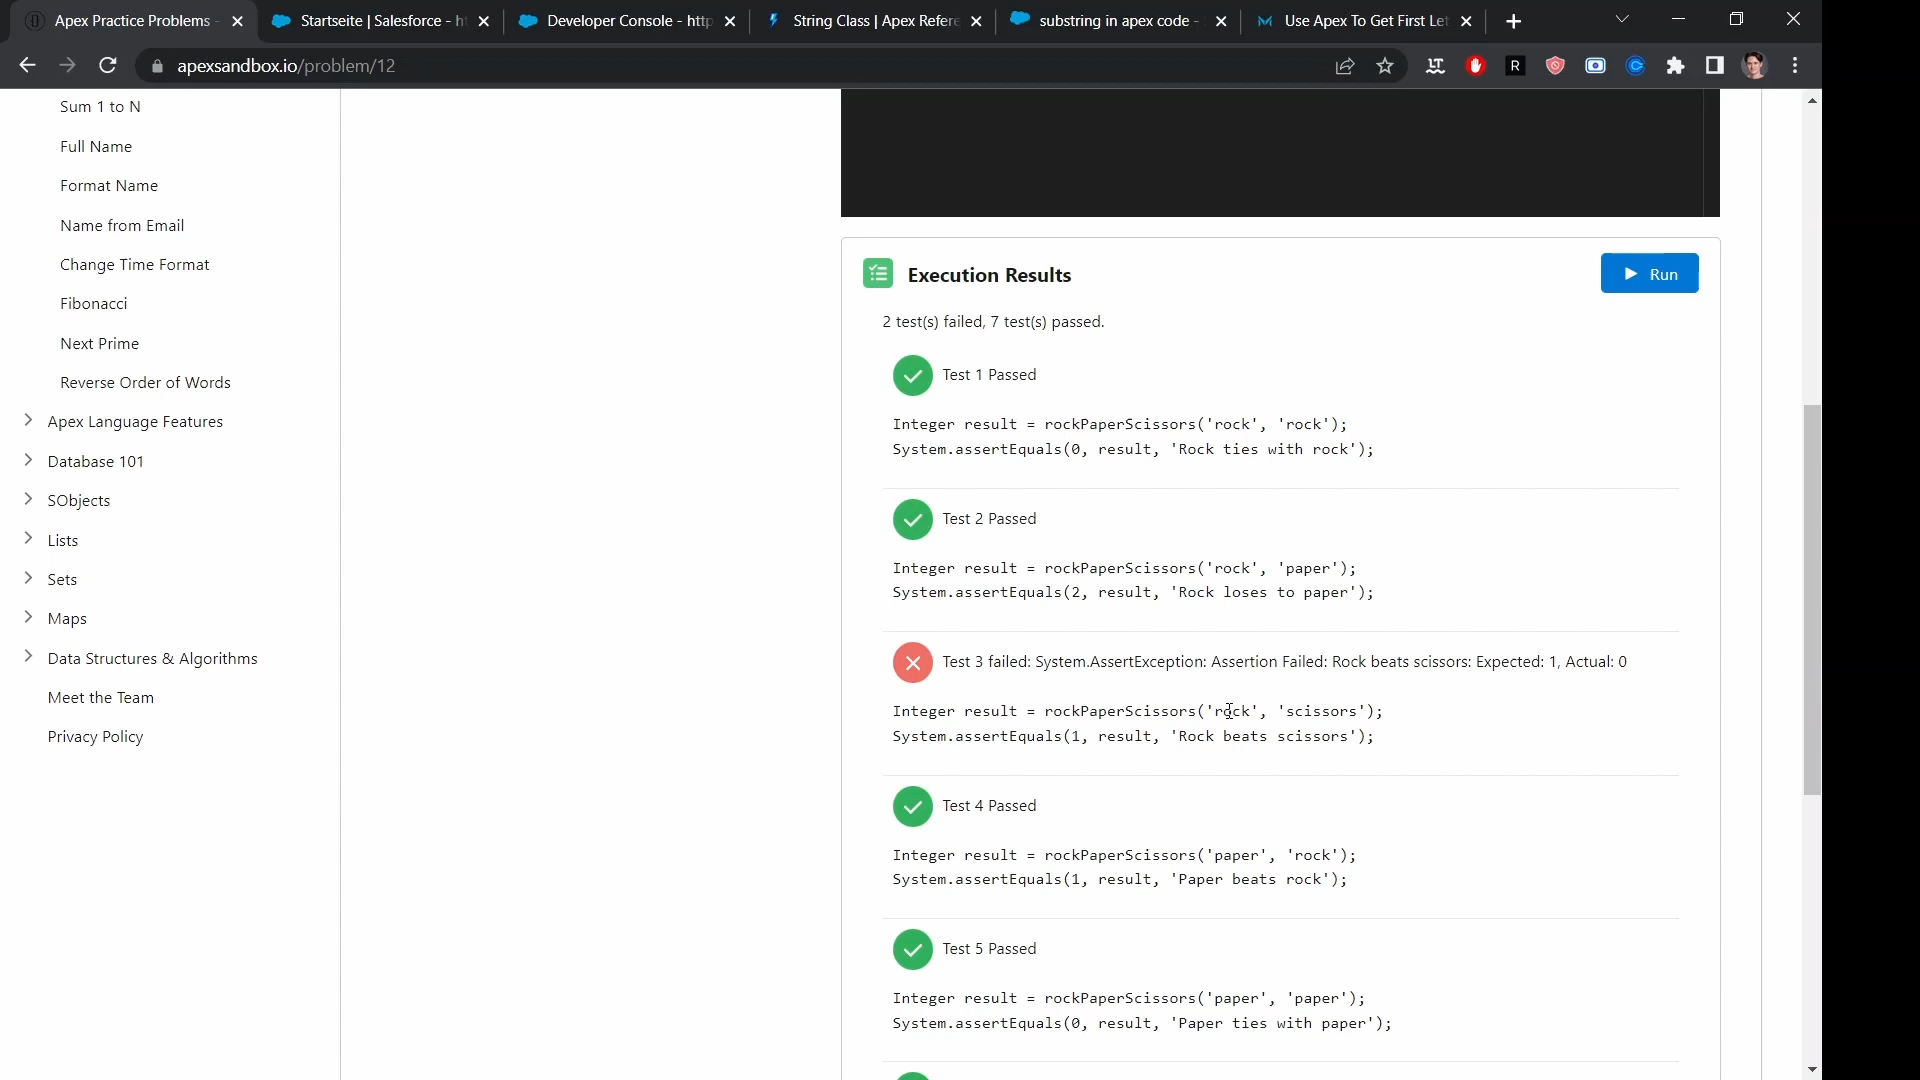 Apex Practice Problems -
Startseite | Salesforce - ht
Developer Console - http
String Class | Apex Refere
substring in apex code -
Use Apex To Get First Let
apexsandbox.io/problem/12
Sum 1 to N
Full Name
Format Name
Name from Email
Change Time Format
Fibonacci
Next Prime
Reverse Order of Words
Apex Language Features
Database 101
SObjects
Lists
Sets
Maps
Data Structures & Algorithms
Meet the Team
Privacy Policy
Execution Results
Run
2 test(s) failed, 7 test(s) passed.
Test 1 Passed
Integer result = rockPaperScissors('rock', 'rock');
System.assertEquals(0, result, 'Rock ties with rock');
Test 2 Passed
Integer result = rockPaperScissors('rock', 'paper');
System.assertEquals(2, result, 'Rock loses to paper');
Test 3 failed: System.AssertException: Assertion Failed: Rock beats scissors: Expected: 1, Actual: 0
Integer result = rockPaperScissors('rock', 'scissors');
System.assertEquals(1, result, 'Rock beats scissors');
Test 4 Passed
Integer result = rockPaperScissors('paper', 'rock');
System.assertEquals(1, result, 'Paper beats rock');
Test 5 Passed
Integer result = rockPaperScissors('paper', 'paper');
System.assertEquals(0, result, 'Paper ties with paper');